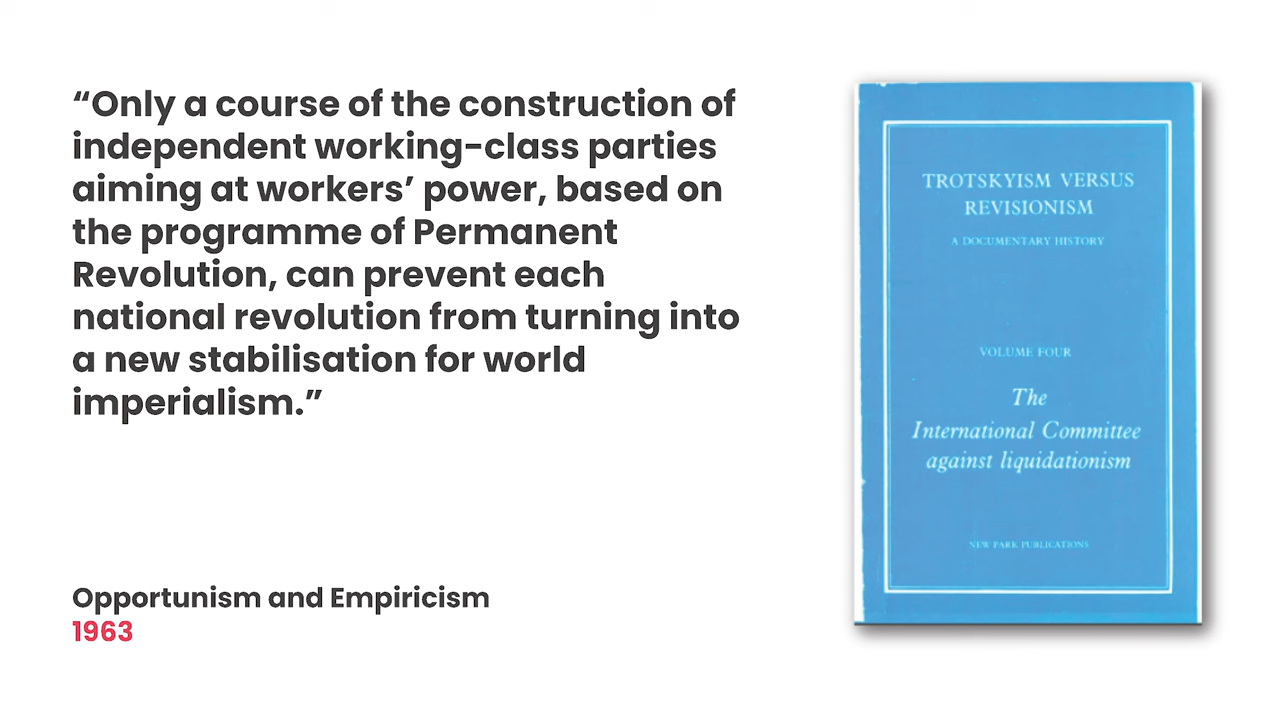 “Only a course of the construction of
independent working-class parties
aiming at workers’ power, based on
the programme of Permanent
Revolution, can prevent each
national revolution from turning into
a new stabilisation for world
imperialism.”
Opportunism and Empiricism
1963
TROTSKYISM VERSUS
REVISIONISM
A DOCUMENTARY HISTORY
VOLUME FOUR
The
International Committee
against liquidationism
NEW PARK PUBLICATIONS